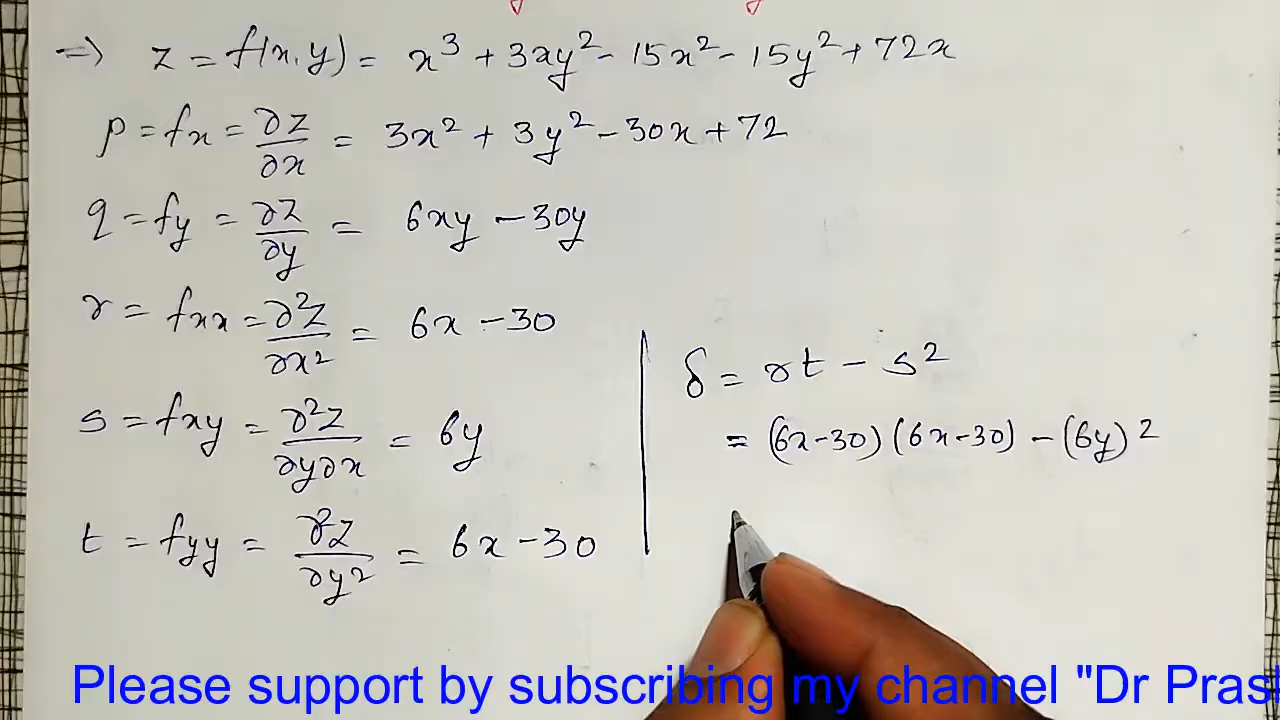 ⇒ z = f(x, y) = x³ + 3xy² - 15x² - 15y² + 72x
p = fx = ∂z/∂x = 3x² + 3y² - 30x + 72
q = fy = ∂z/∂y = 6xy - 30y
r = fxx = ∂²z/∂x² = 6x - 30
s = fxy = ∂²z/∂y∂x = 6y
t = fyy = ∂²z/∂y² = 6x - 30
δ = rt - s²
= (6x-30) (6x-30) - (6y)²
Please support by subscribing my channel "Dr Pras